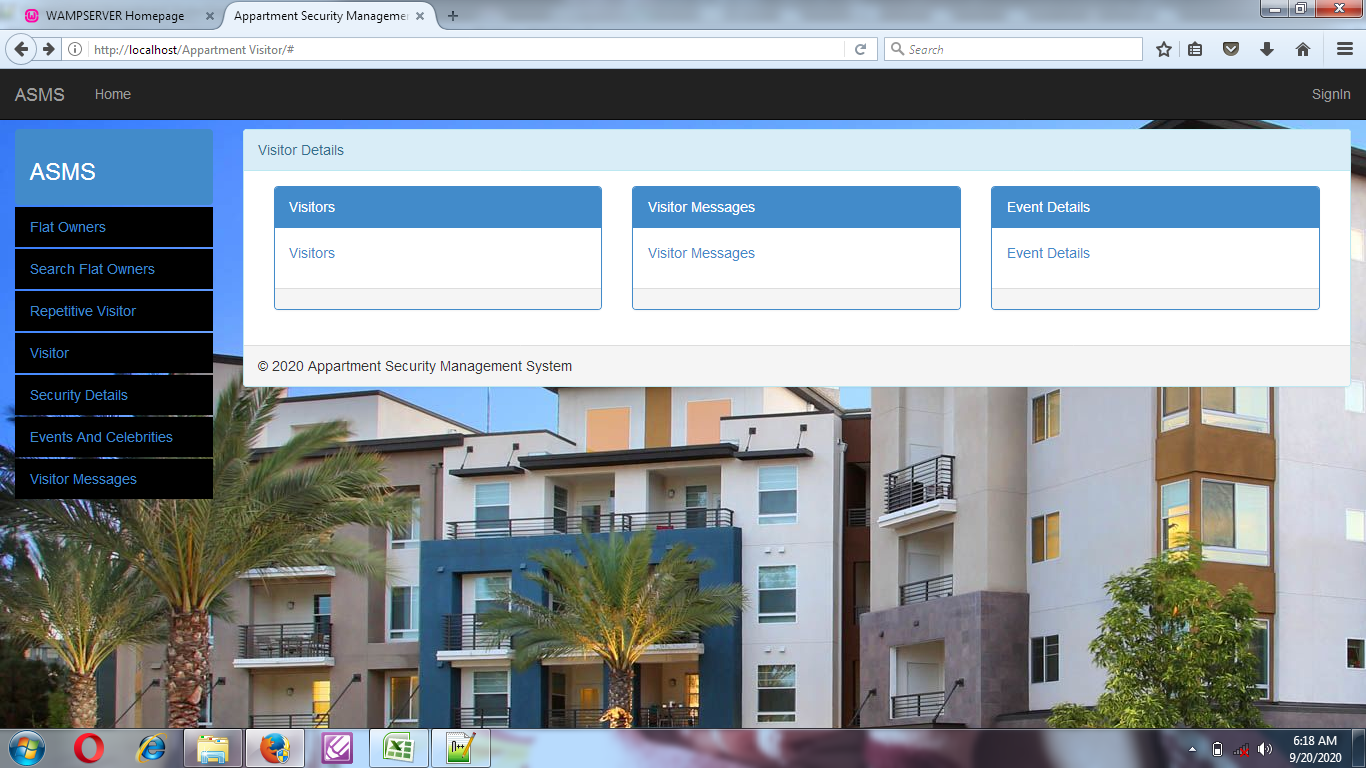 WAMPSERVER Homepage
Appartment Security Manageme
http://localhost/Appartment Visitor/#
Search
ASMS
Home
SignIn
ASMS
Flat Owners
Search Flat Owners
Repetitive Visitor
Visitor
Security Details
Events And Celebrities
Visitor Messages
Visitor Details
Visitors
Visitors
Visitor Messages
Visitor Messages
Event Details
Event Details
© 2020 Appartment Security Management System
6:18 AM
9/20/2020